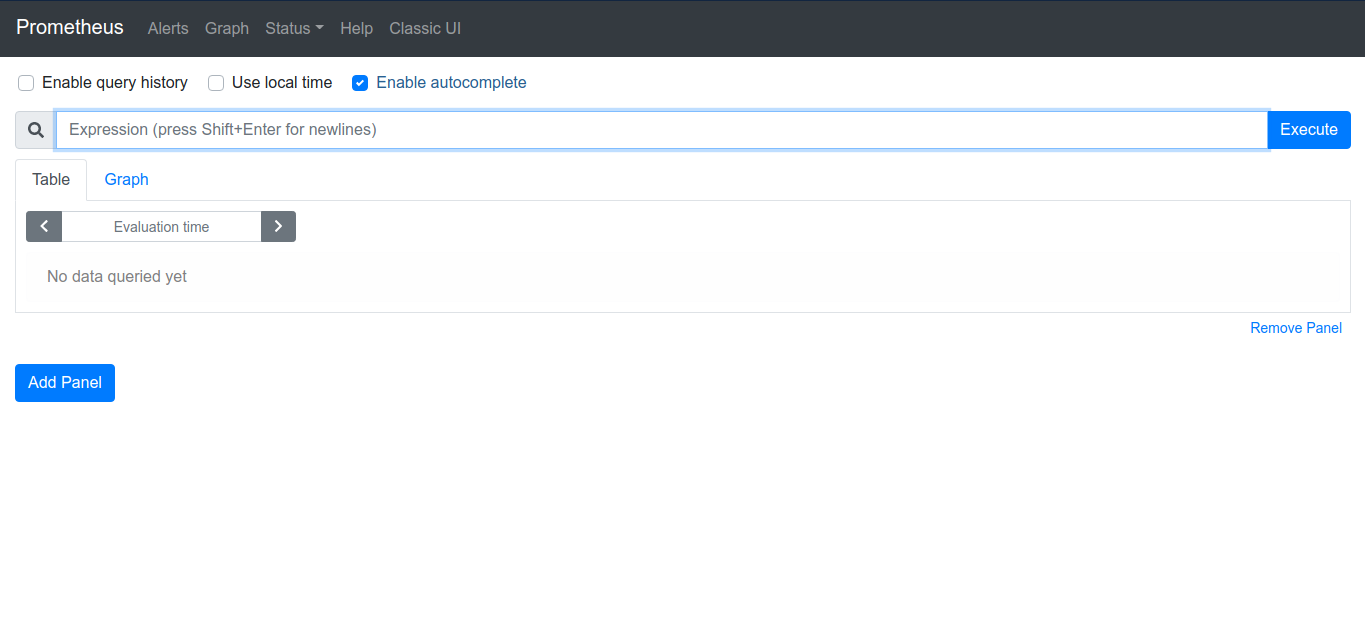 Prometheus Alerts Graph Status Help Classic UI
Enable query history Use local time Enable autocomplete
Expression (press Shift+Enter for newlines) Execute
Table Graph
Evaluation time
No data queried yet
Remove Panel
Add Panel